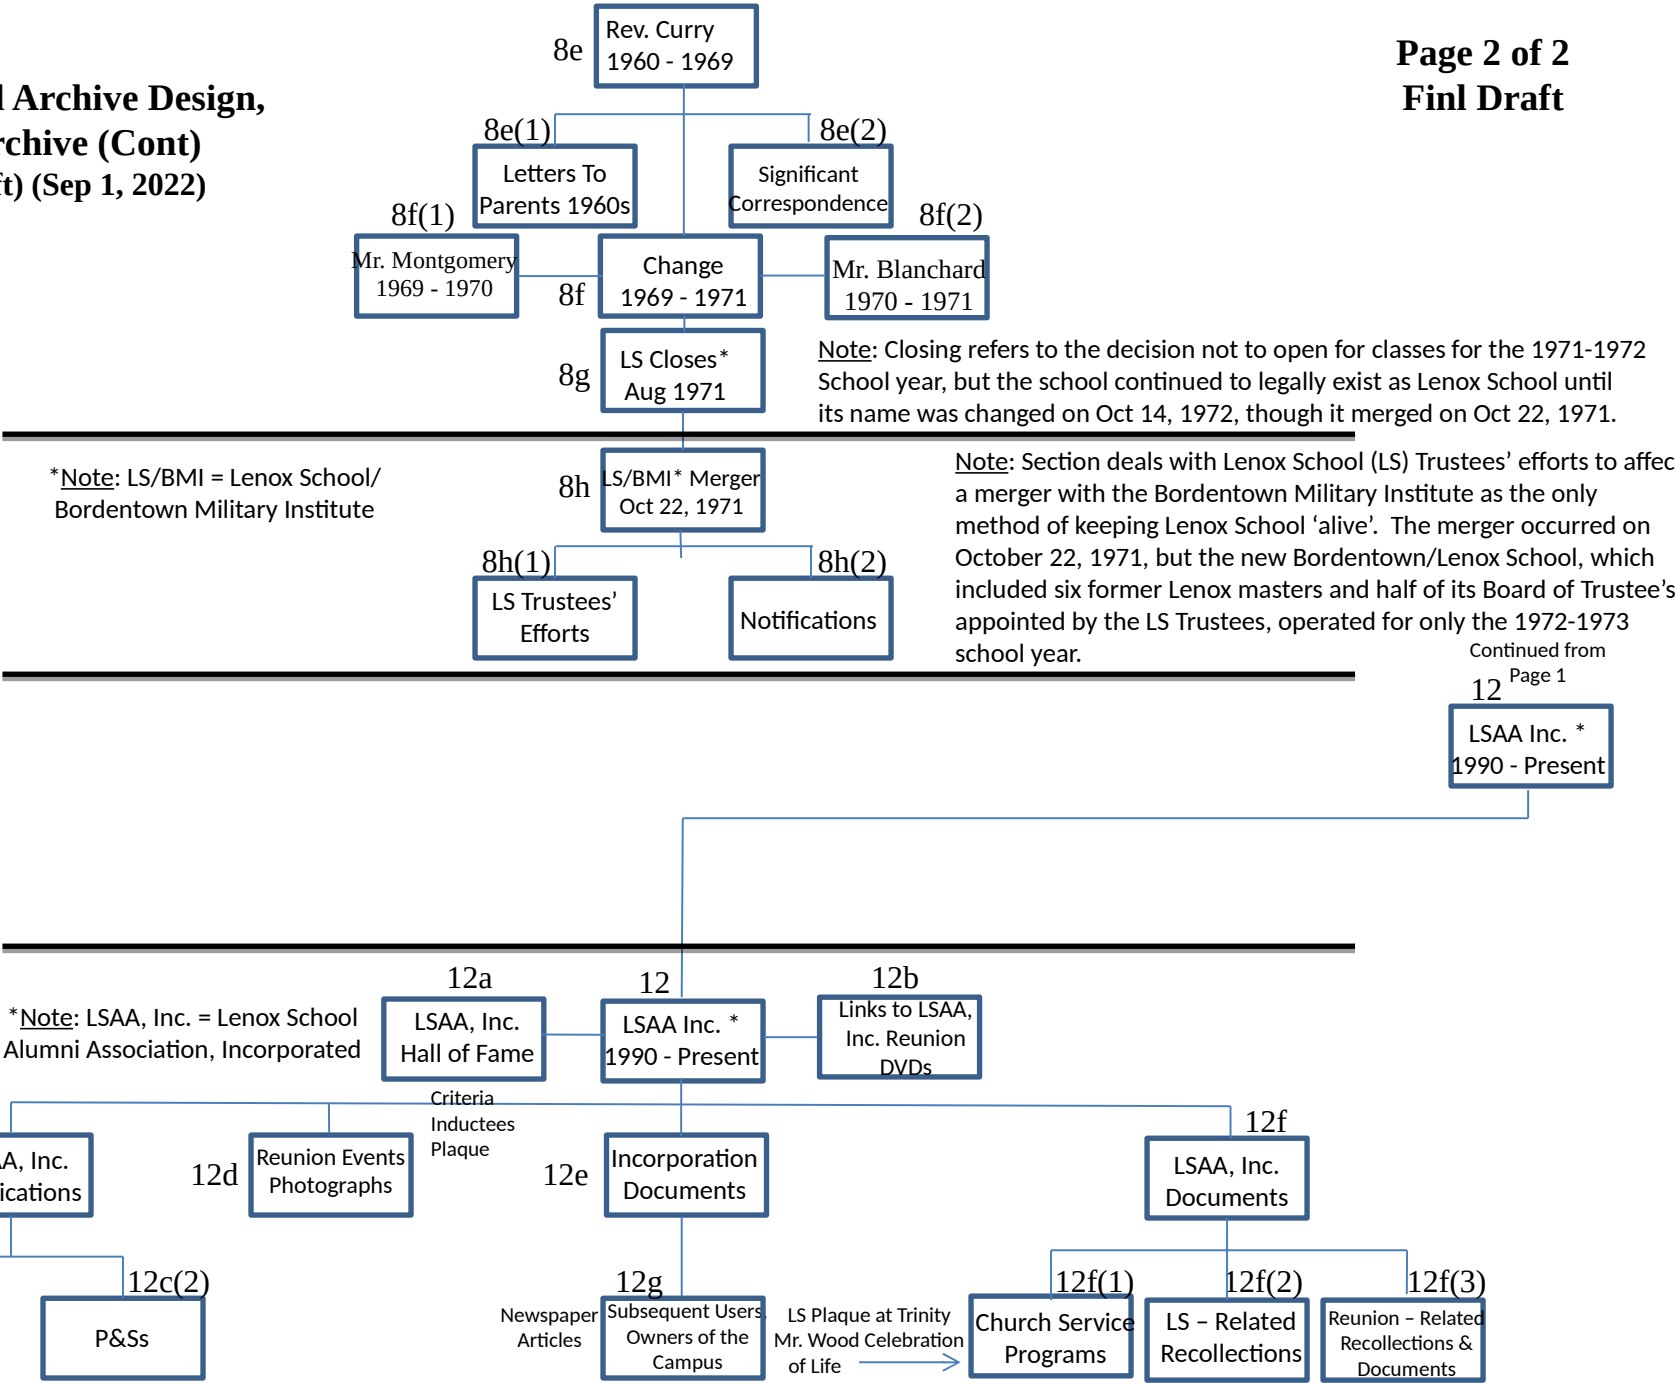 Rev. Curry
1960 - 1969
8e
Page 2 of 2
Finl Draft
Archive Design,
(Cont)
(Sep 1, 2022)
8e(1)
8e(2)
Letters To
Parents 1960s
Significant
Correspondence
8f(1)
8f(2)
Mr. Montgomery
1969 - 1970
8f
Change
1969 - 1971
Mr. Blanchard
1970 - 1971
8g
LS Closes*
Aug 1971
Note: Closing refers to the decision not to open for classes for the 1971-1972
School year, but the school continued to legally exist as Lenox School until
its name was changed on Oct 14, 1972, though it merged on Oct 22, 1971.
*Note: LS/BMI = Lenox School/
Bordentown Military Institute
8h
LS/BMI* Merger
Oct 22, 1971
Note: Section deals with Lenox School (LS) Trustees’ efforts to affec
a merger with the Bordentown Military Institute as the only
method of keeping Lenox School ‘alive’. The merger occurred on
October 22, 1971, but the new Bordentown/Lenox School, which
included six former Lenox masters and half of its Board of Trustee’s
appointed by the LS Trustees, operated for only the 1972-1973
school year.
8h(1)
8h(2)
LS Trustees’
Efforts
Notifications
Continued from
Page 1
12
LSAA Inc. *
1990 - Present
12a
12
12b
*Note: LSAA, Inc. = Lenox School
Alumni Association, Incorporated
LSAA, Inc.
Hall of Fame
LSAA Inc. *
1990 - Present
Links to LSAA,
Inc. Reunion
DVDs
Criteria
Inductees
Plaque
12f
AA, Inc.
ications
12d
Reunion Events
Photographs
12e
Incorporation
Documents
LSAA, Inc.
Documents
12c(2)
P&Ss
12g
Newspaper
Articles
Subsequent Users,
Owners of the
Campus
LS Plaque at Trinity
Mr. Wood Celebration
of Life
12f(1)
12f(2)
12f(3)
Church Service
Programs
LS – Related
Recollections
Reunion – Related
Recollections &
Documents